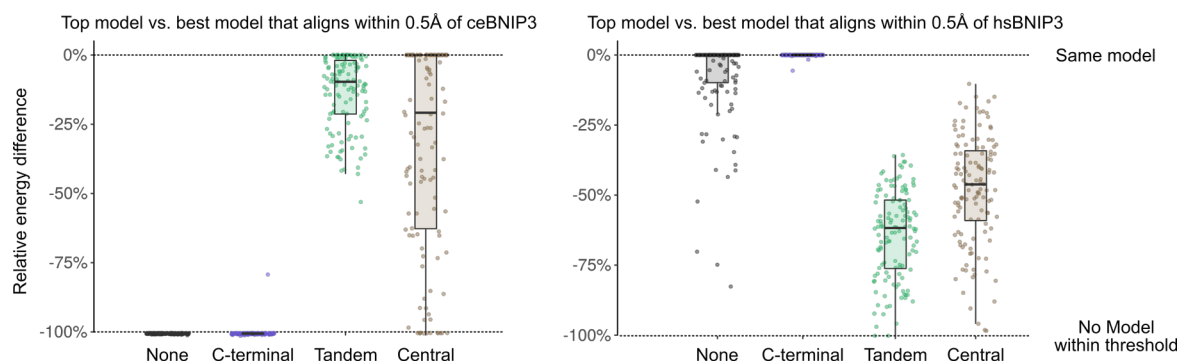 Top model vs. best model that aligns within 0.5Å of ceBNIP3
Top model vs. best model that aligns within 0.5Å of hsBNIP3
Relative energy difference
0%
-25%
-50%
-75%
-100%
None
C-terminal
Tandem
Central
0%
-25%
-50%
-75%
-100%
None
C-terminal
Tandem
Central
Same model
No Model
within threshold